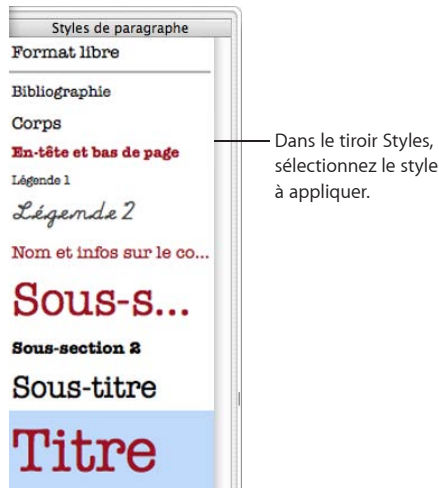 Styles de paragraphe
Format libre
Bibliographie
Corps
En-tête et bas de page
Légende 1
Légende 2
Nom et infos sur le co...
Sous-s...
Sous-section 2
Sous-titre
Titre
Dans le tiroir Styles,
sélectionnez le style
à appliquer.